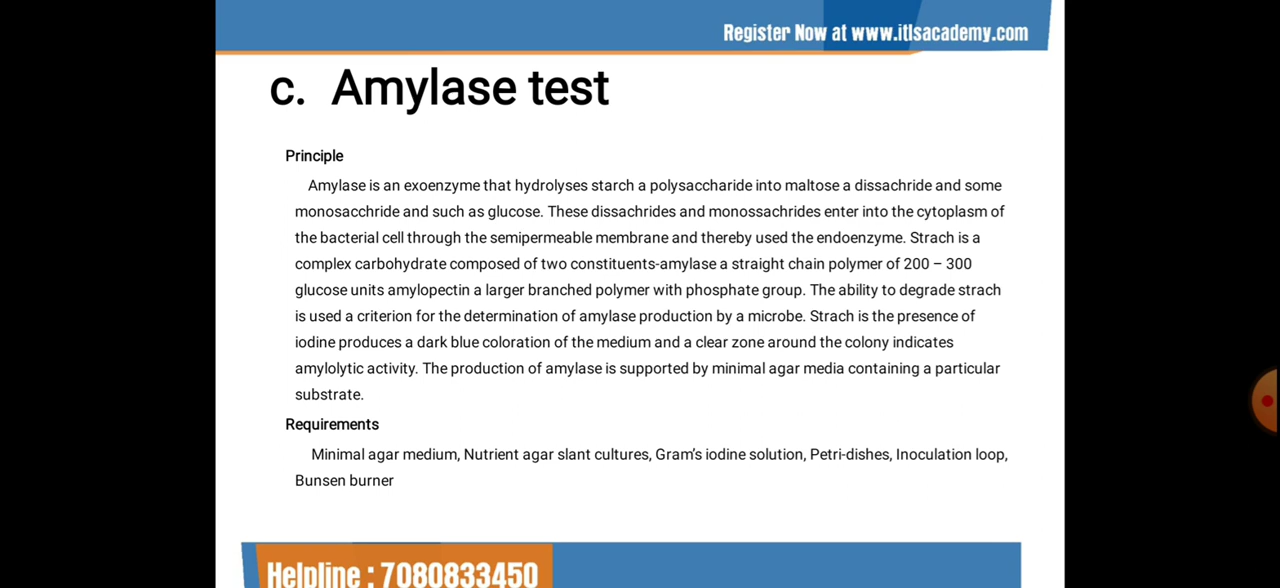 Register Now at www.itlsacademy.com
c. Amylase test
Principle
Amylase is an exoenzyme that hydrolyses starch a polysaccharide into maltose a dissachride and some
monosacchride and such as glucose. These dissachrides and monossachrides enter into the cytoplasm of
the bacterial cell through the semipermeable membrane and thereby used the endoenzyme. Strach is a
complex carbohydrate composed of two constituents-amylase a straight chain polymer of 200 – 300
glucose units amylopectin a larger branched polymer with phosphate group. The ability to degrade strach
is used a criterion for the determination of amylase production by a microbe. Strach is the presence of
iodine produces a dark blue coloration of the medium and a clear zone around the colony indicates
amylolytic activity. The production of amylase is supported by minimal agar media containing a particular
substrate.
Requirements
Minimal agar medium, Nutrient agar slant cultures, Gram's iodine solution, Petri-dishes, Inoculation loop,
Bunsen burner
Helpline : 7080833450